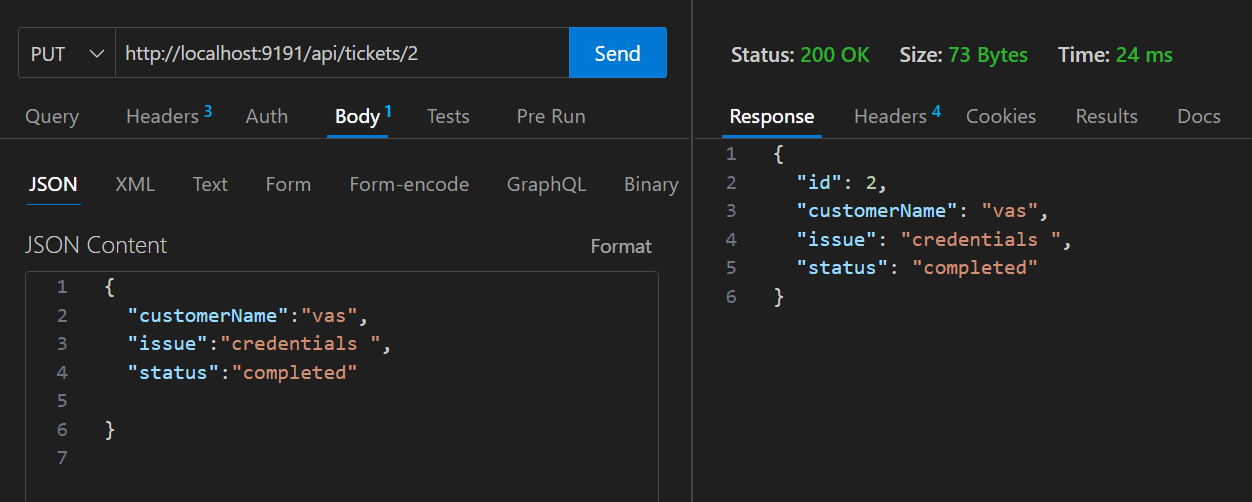 PUT http://localhost:9191/api/tickets/2 Send
Query Headers 3 Auth Body 1 Tests Pre Run
JSON XML Text Form Form-encode GraphQL Binary
JSON Content Format
1 {
2 "customerName":"vas",
3 "issue":"credentials ",
4 "status":"completed"
5
6 }
7
Status: 200 OK Size: 73 Bytes Time: 24 ms
Response Headers 4 Cookies Results Docs
1 {
2 "id": 2,
3 "customerName": "vas",
4 "issue": "credentials ",
5 "status": "completed"
6 }